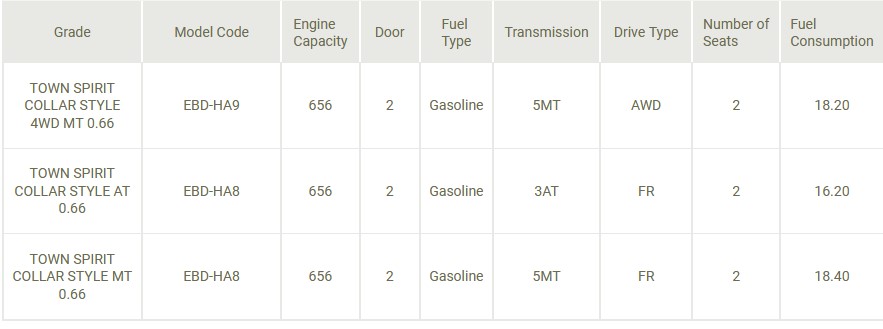 Grade Model Code Engine Capacity Door Fuel Type Transmission Drive Type Number of Seats Fuel Consumption
TOWN SPIRIT COLLAR STYLE 4WD MT 0.66 EBD-HA9 656 2 Gasoline 5MT AWD 2 18.20
TOWN SPIRIT COLLAR STYLE AT 0.66 EBD-HA8 656 2 Gasoline 3AT FR 2 16.20
TOWN SPIRIT COLLAR STYLE MT 0.66 EBD-HA8 656 2 Gasoline 5MT FR 2 18.40